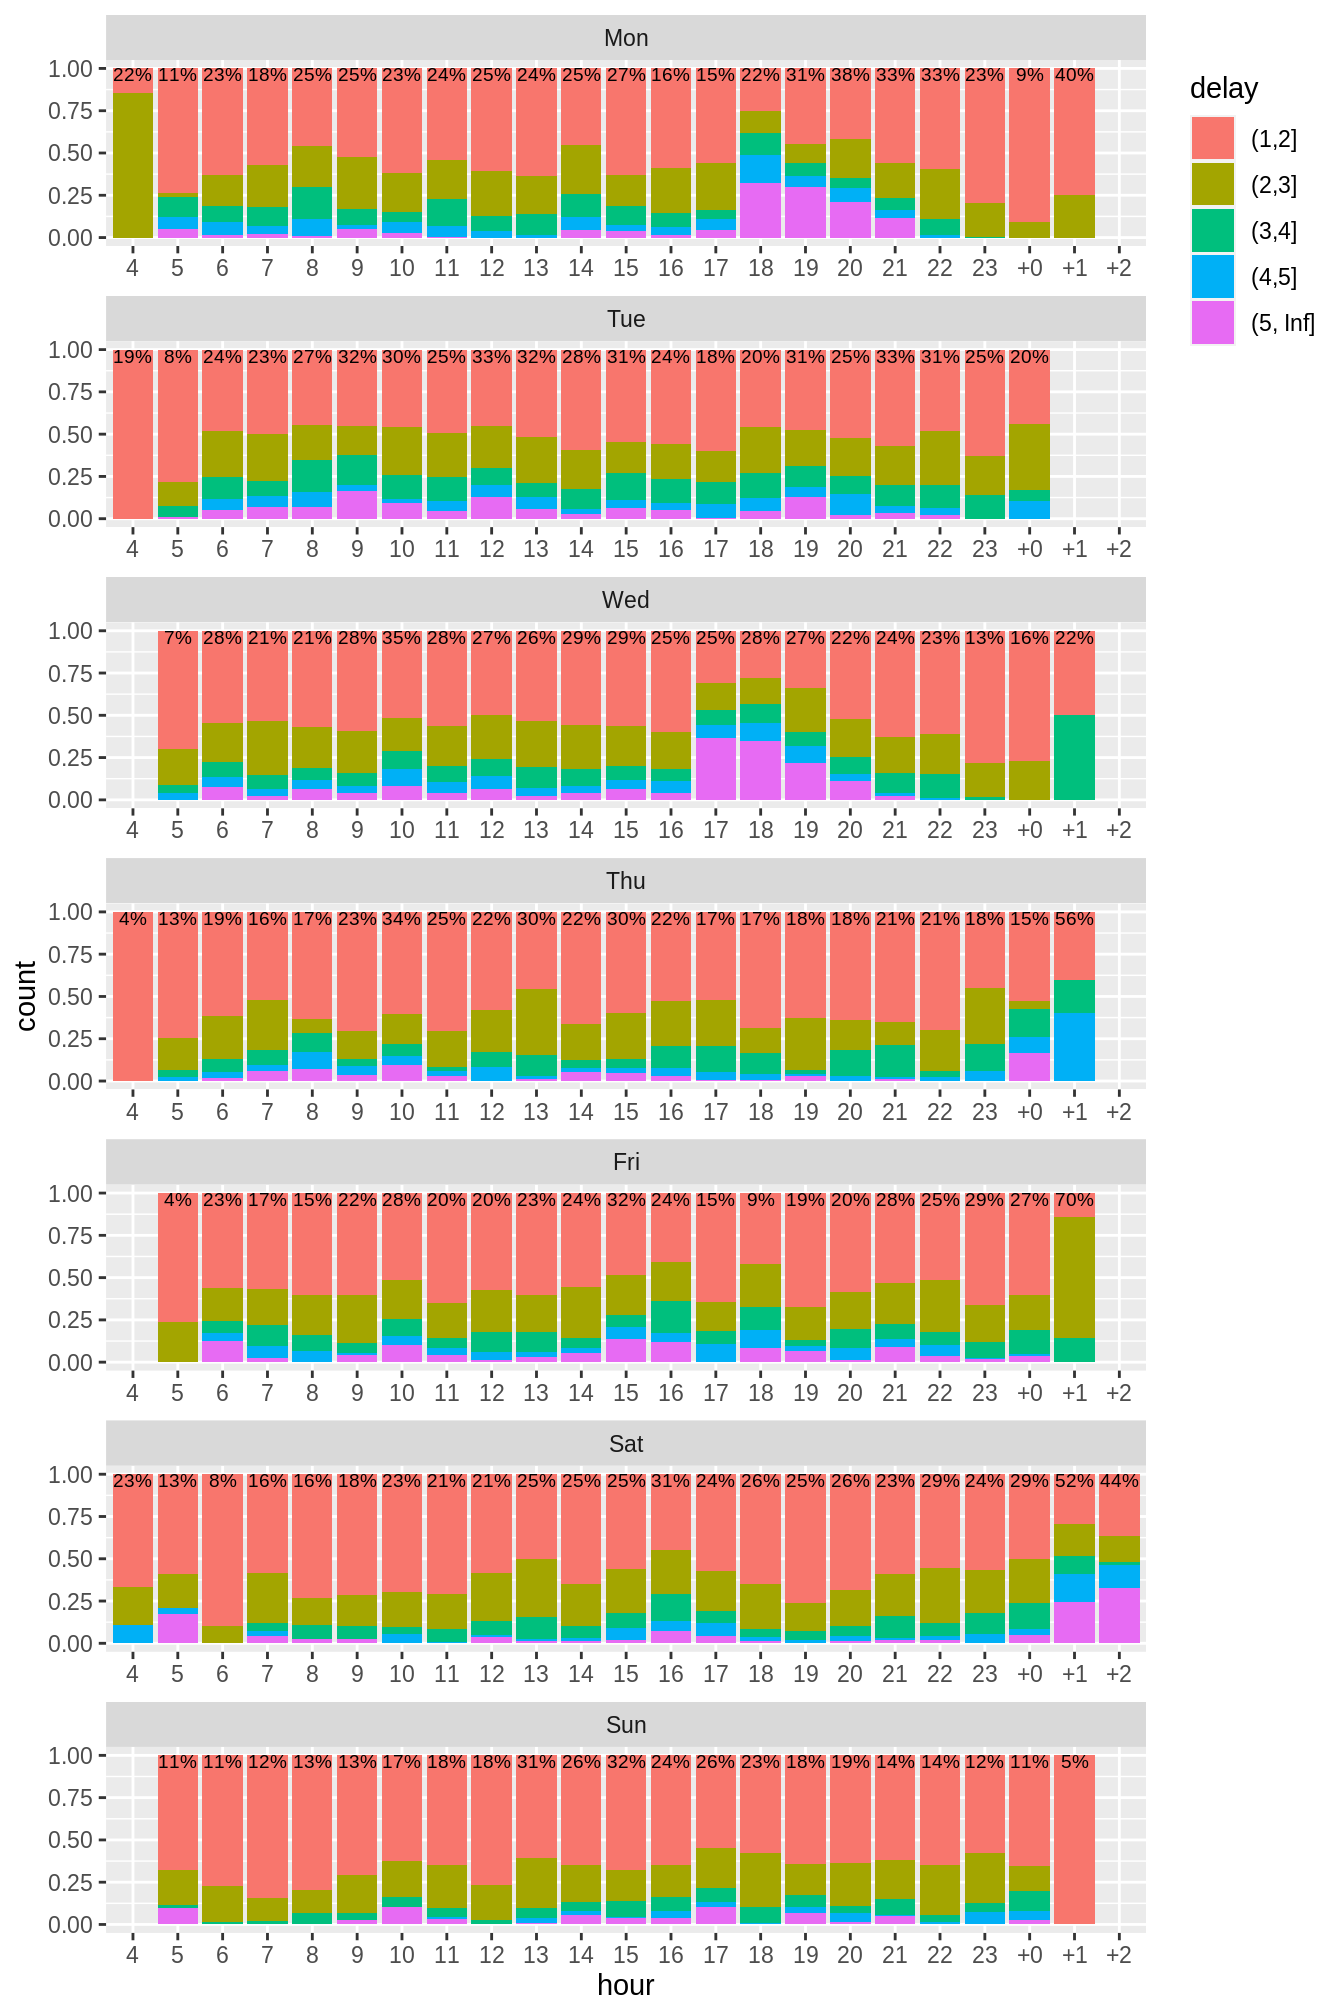 Mon
22% 11% 23% 18% 25% 25% 23% 24% 25% 24% 25% 27% 16% 15% 22% 31% 38% 33% 33% 23% 9% 40%
1.00
0.75
0.50
0.25
0.00
4 5 6 7 8 9 10 11 12 13 14 15 16 17 18 19 20 21 22 23 +0 +1 +2
delay
(1,2]
(2,3]
(3,4]
(4,5]
(5, Inf]
Tue
19% 8% 24% 23% 27% 32% 30% 25% 33% 32% 28% 31% 24% 18% 20% 31% 25% 33% 31% 25% 20%
1.00
0.75
0.50
0.25
0.00
4 5 6 7 8 9 10 11 12 13 14 15 16 17 18 19 20 21 22 23 +0 +1 +2
Wed
7% 28% 21% 21% 28% 35% 28% 27% 26% 29% 29% 25% 25% 28% 27% 22% 24% 23% 13% 16% 22%
1.00
0.75
0.50
0.25
0.00
4 5 6 7 8 9 10 11 12 13 14 15 16 17 18 19 20 21 22 23 +0 +1 +2
Thu
4% 13% 19% 16% 17% 23% 34% 25% 22% 30% 22% 30% 22% 17% 17% 18% 18% 21% 21% 18% 15% 56%
1.00
0.75
0.50
0.25
0.00
4 5 6 7 8 9 10 11 12 13 14 15 16 17 18 19 20 21 22 23 +0 +1 +2
count
Fri
4% 23% 17% 15% 22% 28% 20% 20% 23% 24% 32% 24% 15% 9% 19% 20% 28% 25% 29% 27% 70%
1.00
0.75
0.50
0.25
0.00
4 5 6 7 8 9 10 11 12 13 14 15 16 17 18 19 20 21 22 23 +0 +1 +2
Sat
23% 13% 8% 16% 16% 18% 23% 21% 21% 25% 25% 25% 31% 24% 26% 25% 26% 23% 29% 24% 29% 52% 44%
1.00
0.75
0.50
0.25
0.00
4 5 6 7 8 9 10 11 12 13 14 15 16 17 18 19 20 21 22 23 +0 +1 +2
Sun
11% 11% 12% 13% 13% 17% 18% 18% 31% 26% 32% 24% 26% 23% 18% 19% 14% 14% 12% 11% 5%
1.00
0.75
0.50
0.25
0.00
4 5 6 7 8 9 10 11 12 13 14 15 16 17 18 19 20 21 22 23 +0 +1 +2
hour